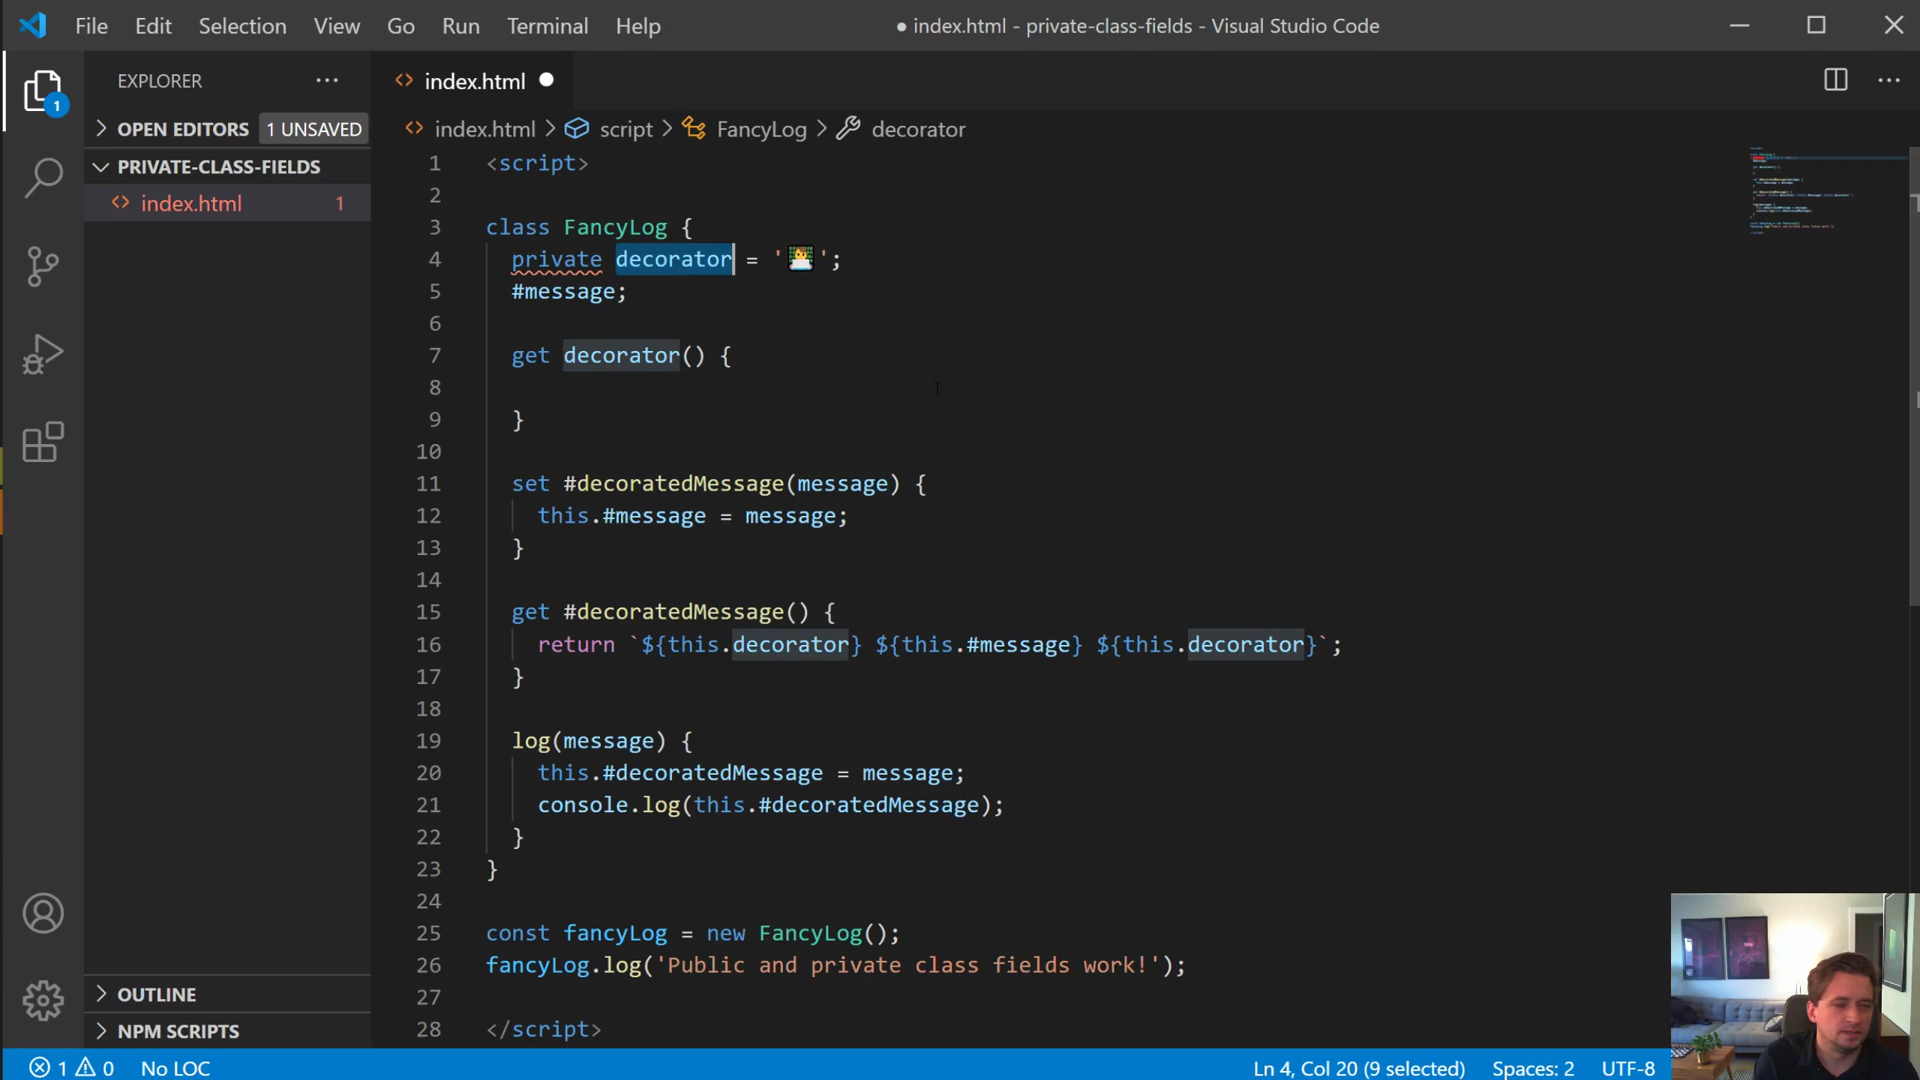 File Edit Selection View Go Run Terminal Help
● index.html - private-class-fields - Visual Studio Code
EXPLORER
1
OPEN EDITORS 1 UNSAVED
PRIVATE-CLASS-FIELDS
index.html 1
OUTLINE
NPM SCRIPTS
index.html
index.html script FancyLog decorator
1 <script>
2
3 class FancyLog {
4 private decorator = '👨‍💻';
5 #message;
6
7 get decorator() {
8
9 }
10
11 set #decoratedMessage(message) {
12 this.#message = message;
13 }
14
15 get #decoratedMessage() {
16 return `${this.decorator} ${this.#message} ${this.decorator}`;
17 }
18
19 log(message) {
20 this.#decoratedMessage = message;
21 console.log(this.#decoratedMessage);
22 }
23 }
24
25 const fancyLog = new FancyLog();
26 fancyLog.log('Public and private class fields work!');
27
28 </script>
1 0 No LOC
Ln 4, Col 20 (9 selected) Spaces: 2 UTF-8